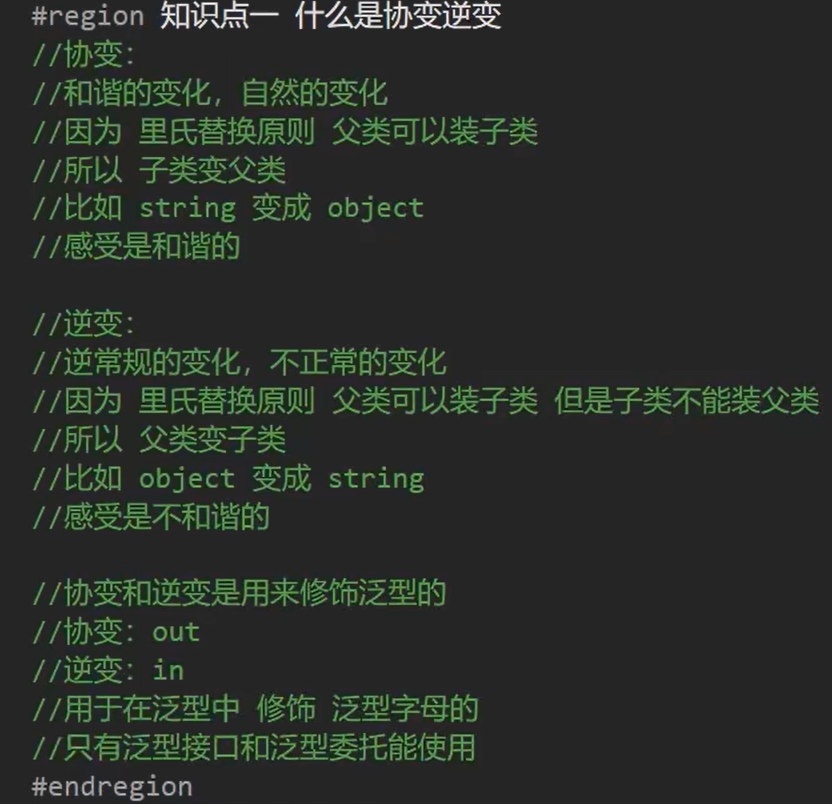 #region 知识点一 什么是协变逆变
//协变：
//和谐的变化，自然的变化
//因为 里氏替换原则 父类可以装子类
//所以 子类变父类
//比如 string 变成 object
//感受是和谐的
//逆变：
//逆常规的变化，不正常的变化
//因为 里氏替换原则 父类可以装子类 但是子类不能装父类
//所以 父类变子类
//比如 object 变成 string
//感受是不和谐的
//协变和逆变是用来修饰泛型的
//协变：out
//逆变：in
//用于在泛型中 修饰 泛型字母的
//只有泛型接口和泛型委托能使用
#endregion